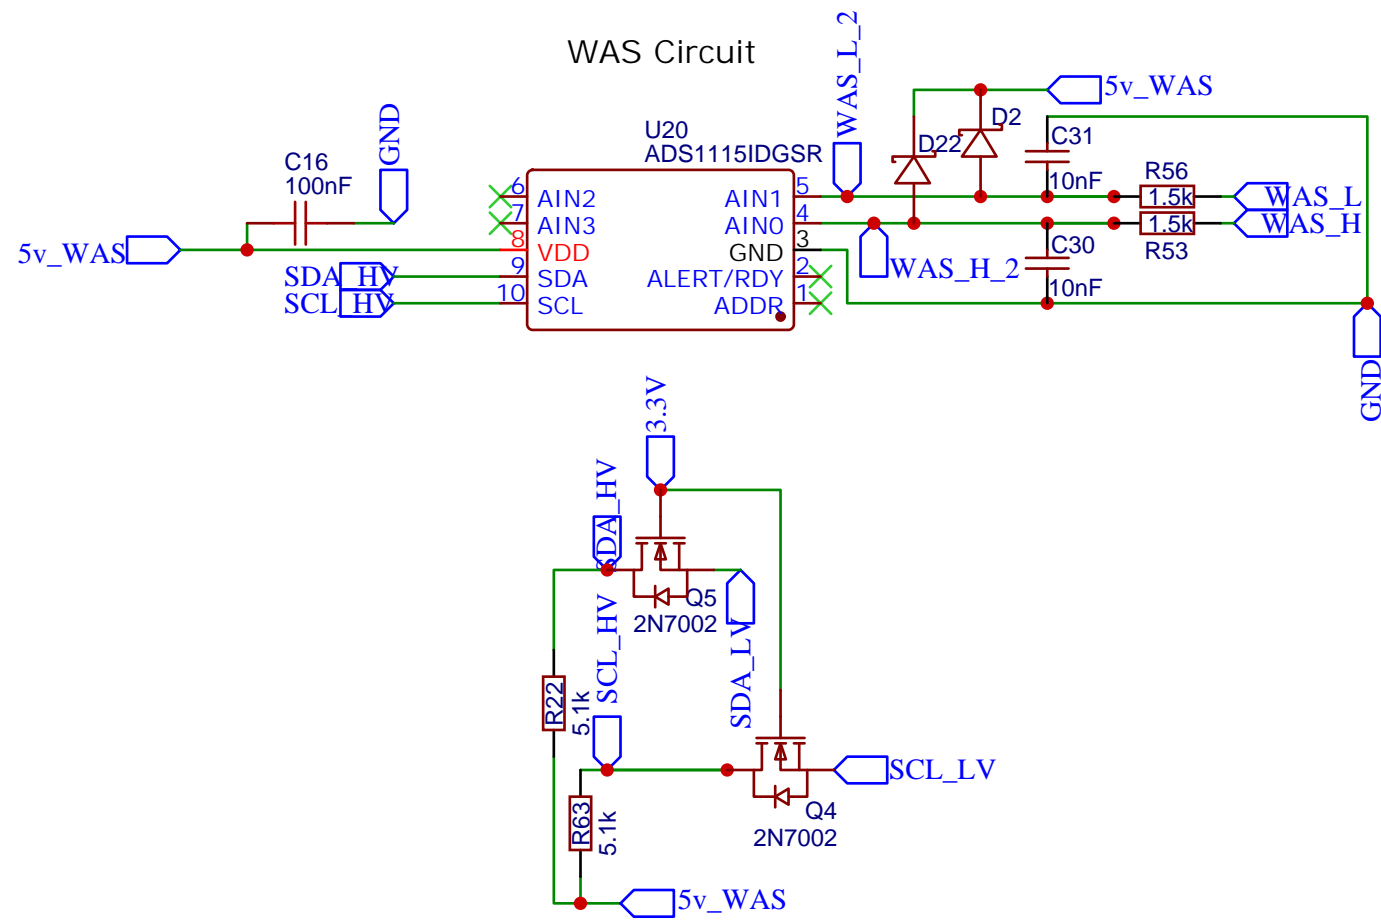 WAS Circuit
WAS_L_2
5v_WAS
D2
D22
C31
10nF
R56
1.5k
WAS_L
1.5k
WAS_H
R53
C30
10nF
WAS_H_2
GND
C16
100nF
GND
5v_WAS
SDA_HV
SCL_HV
U20
ADS1115IDGSR
6
AIN2
7
AIN3
8
VDD
9
SDA
10
SCL
AIN1
5
AIN0
4
GND
3
ALERT/RDY
2
ADDR
1
3.3V
SDA_HV
Q5
2N7002
SDA_LV
SCL_HV
R22
5.1k
R63
5.1k
SCL_LV
Q4
2N7002
5v_WAS